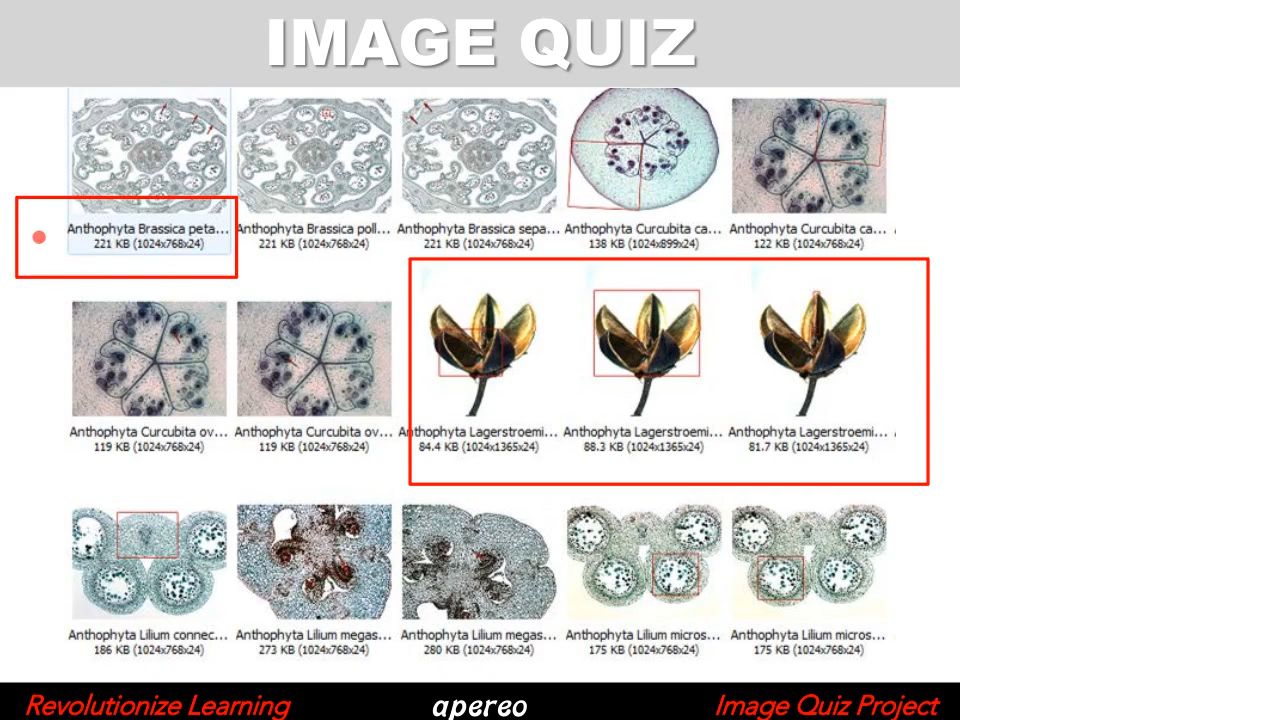 IMAGE QUIZ
Anthophyta Brassica peta... Anthophyta Brassica poll... Anthophyta Brassica sepa... Anthophyta Curcubita ca... Anthophyta Curcubita ca...
221 KB (1024x768x24) 221 KB (1024x768x24) 221 KB (1024x768x24) 138 KB (1024x899x24) 122 KB (1024x768x24)
Anthophyta Curcubita ov... Anthophyta Curcubita ov... Anthophyta Lagerstroemi... Anthophyta Lagerstroemi... Anthophyta Lagerstroemi...
119 KB (1024x768x24) 119 KB (1024x768x24) 84.4 KB (1024x1365x24) 88.3 KB (1024x1365x24) 81.7 KB (1024x1365x24)
Anthophyta Lilium connec... Anthophyta Lilium megas... Anthophyta Lilium megas... Anthophyta Lilium micros... Anthophyta Lilium micros...
186 KB (1024x768x24) 273 KB (1024x768x24) 280 KB (1024x768x24) 175 KB (1024x768x24) 175 KB (1024x768x24)
Revolutionize Learning apereo Image Quiz Project